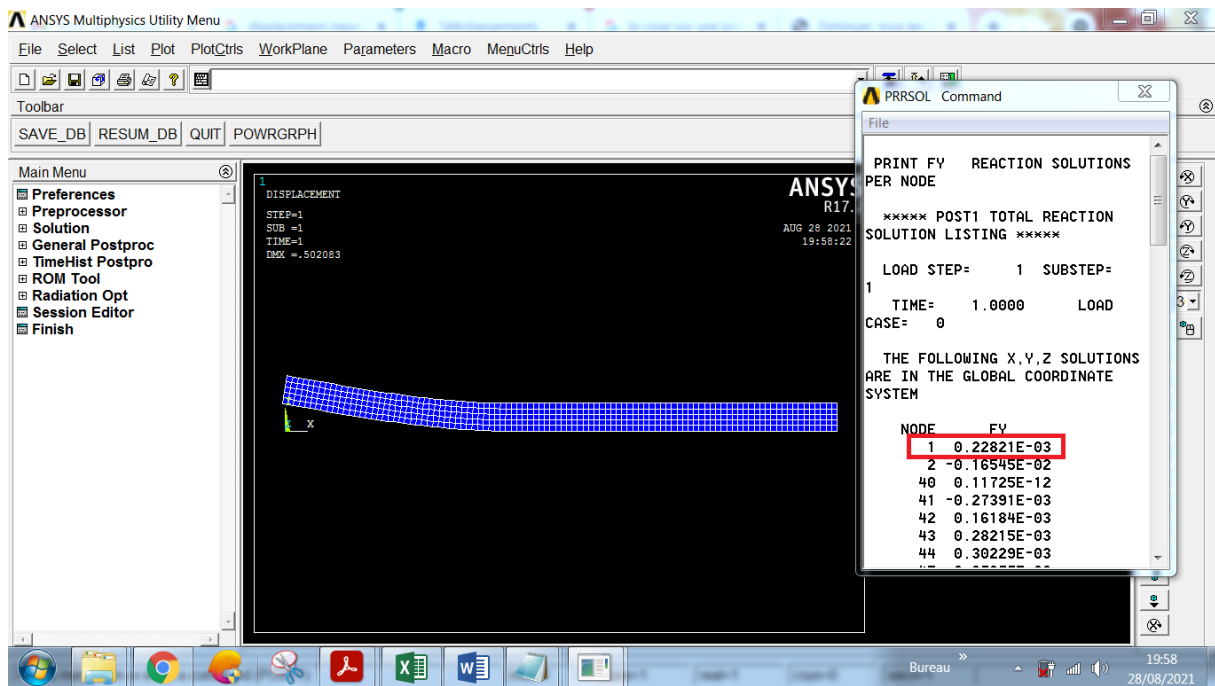 ANSYS Multiphysics Utility Menu
File Select List Plot PlotCtrls WorkPlane Parameters Macro MenuCtrls Help
Toolbar
SAVE_DB RESUM_DB QUIT POWRGRPH
Main Menu
Preferences
Preprocessor
Solution
General Postproc
TimeHist Postpro
ROM Tool
Radiation Opt
Session Editor
Finish
1
DISPLACEMENT
STEP=1
SUB =1
TIME=1
DMX =.502083
ANSYS
R17.
AUG 28 2021
19:58:22
X
PRRSOL Command
File
PRINT FY REACTION SOLUTIONS
PER NODE
***** POST1 TOTAL REACTION
SOLUTION LISTING *****
LOAD STEP= 1 SUBSTEP=
1
TIME= 1.0000 LOAD
CASE= 0
THE FOLLOWING X,Y,Z SOLUTIONS
ARE IN THE GLOBAL COORDINATE
SYSTEM
NODE FY
1 0.22821E-03
2 -0.16545E-02
40 0.11725E-12
41 -0.27391E-03
42 0.16184E-03
43 0.28215E-03
44 0.30229E-03
3
Bureau
19:58
28/08/2021